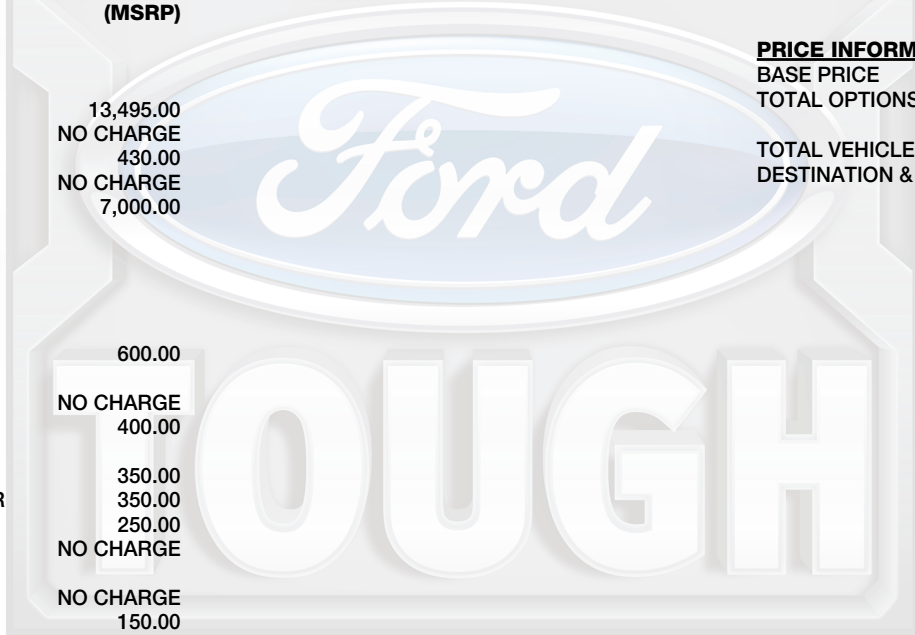 (MSRP)
13,495.00
NO CHARGE
430.00
NO CHARGE
7,000.00
600.00
NO CHARGE
400.00
350.00
R 350.00
250.00
NO CHARGE
NO CHARGE
150.00
PRICE INFORM
BASE PRICE
TOTAL OPTIONS
TOTAL VEHICLE
DESTINATION &
Ford
TOUGH